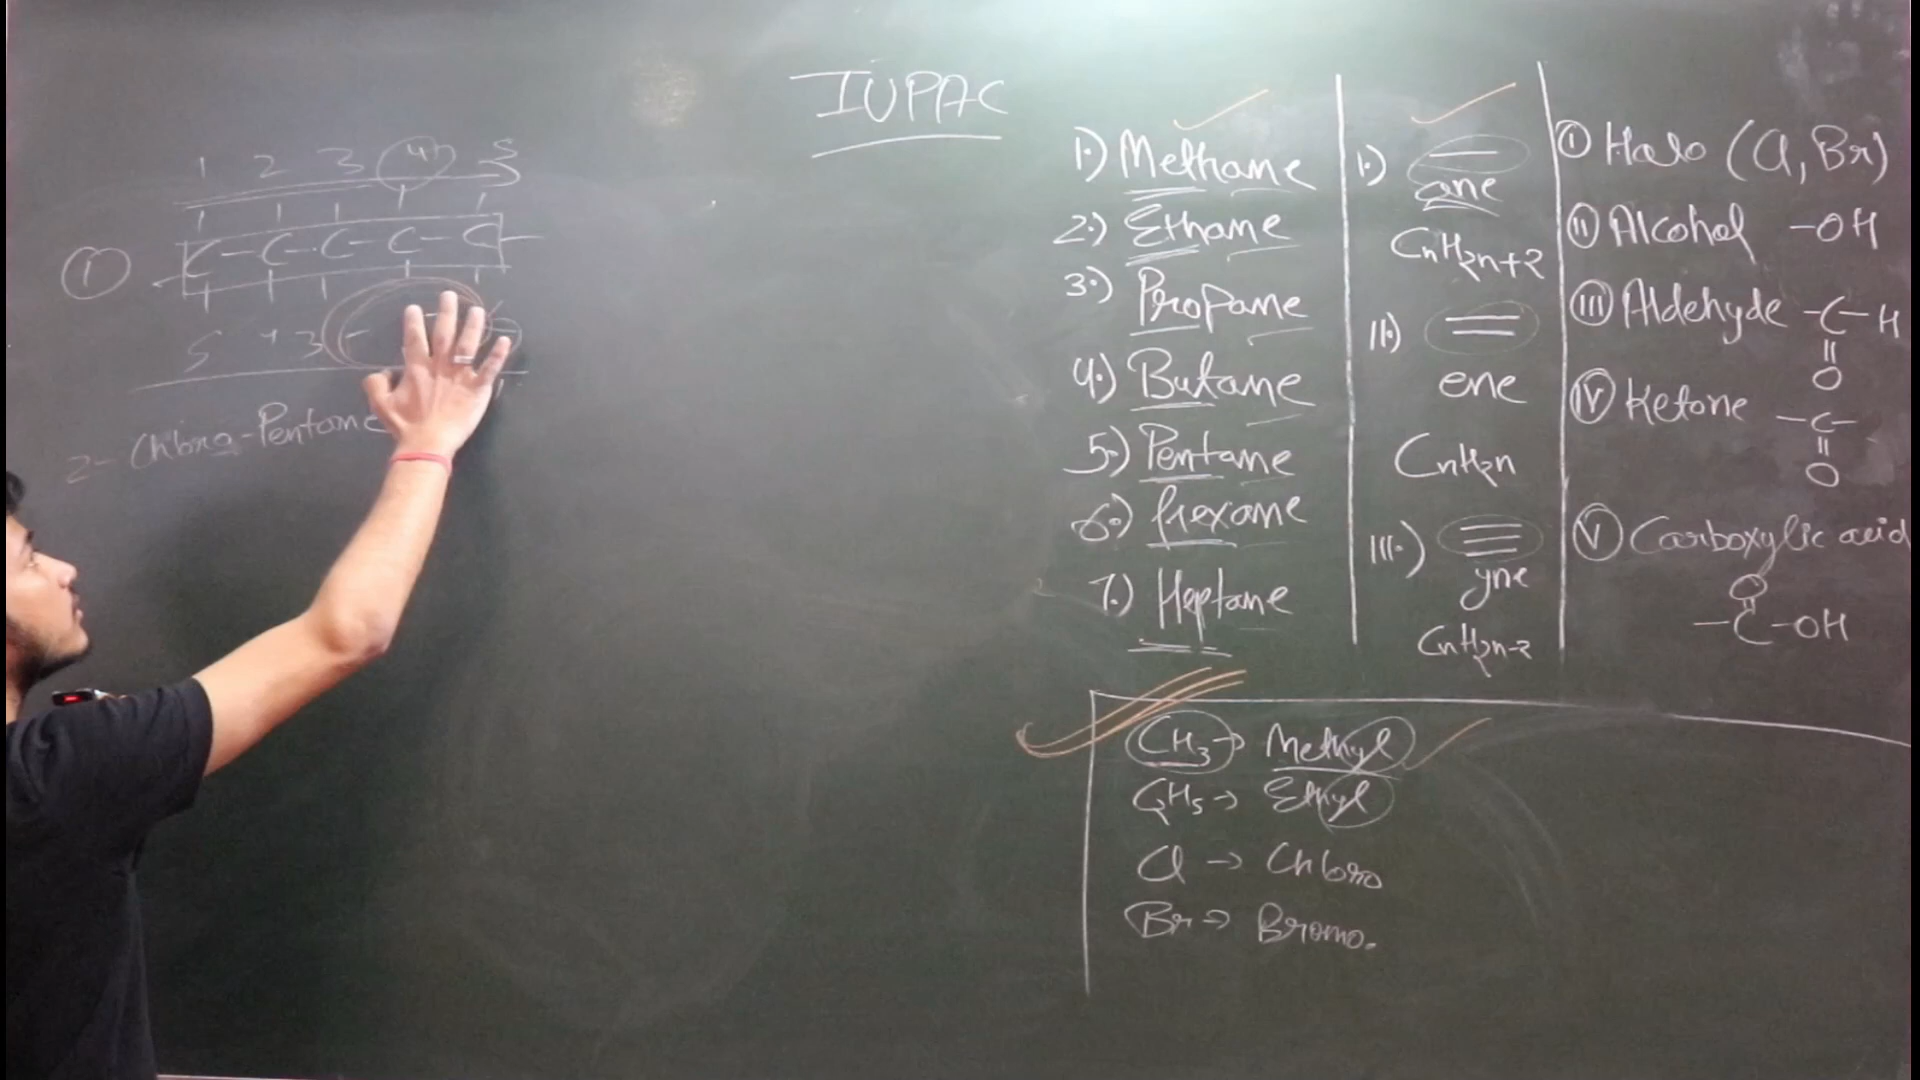 IUPAC
1 2 3 4 5
① C-C-C-C-C-
5 4 3
2-Chloro-Pentane
1.) Methane
2.) Ethane
3.) Propane
4.) Butane
5.) Pentane
6.) Hexane
7.) Heptane
I.) —
ane
CnH2n+2
II.) =
ene
CnH2n
III.) ≡
yne
CnH2n-2
Ⓘ Halo (Cl, Br)
Ⓘⓘ Alcohol -OH
III Aldehyde -C-H
||
O
IV Ketone -C-
||
O
V Carboxylic acid
O
||
-C-OH
CH3→ Methyl
C2H5→ Ethyl
Cl → Chloro
Br → Bromo.